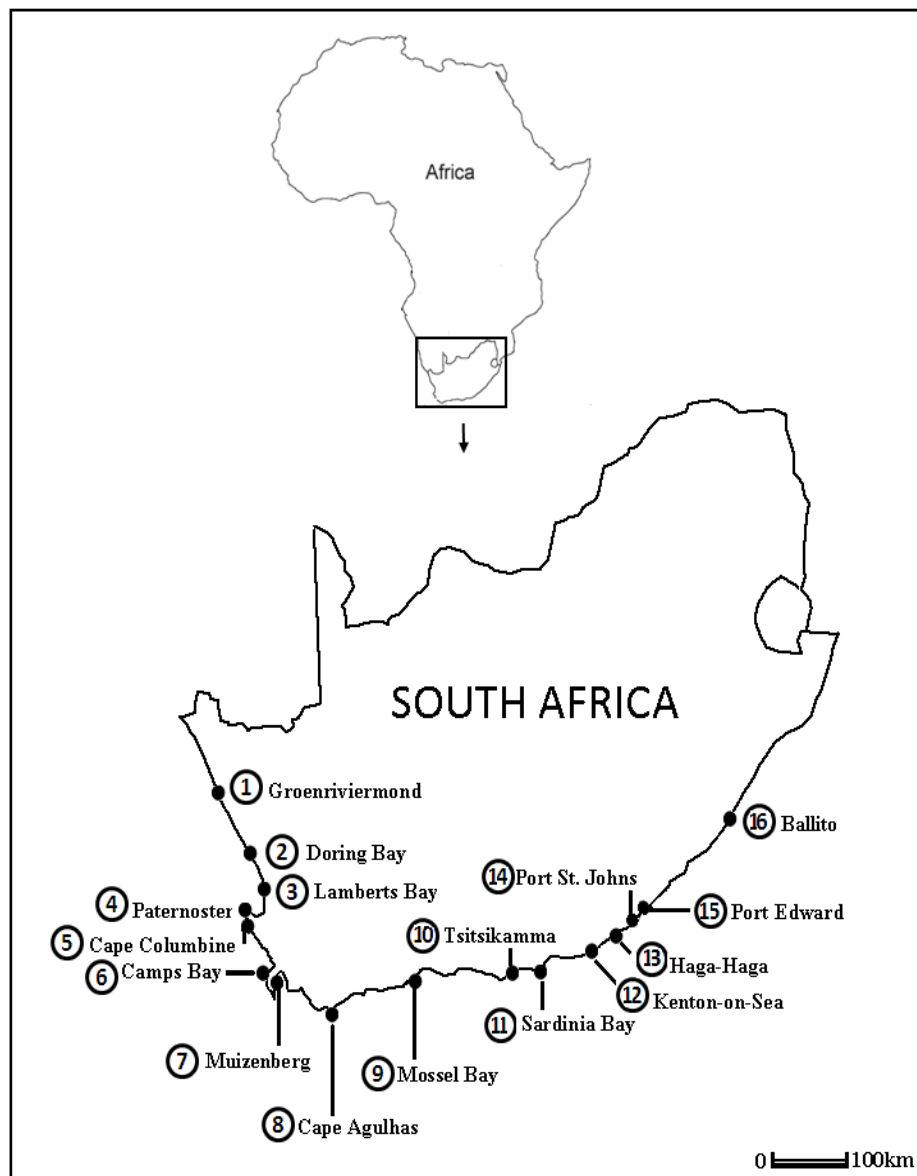 Africa
SOUTH AFRICA
1 Groenriviermond
2 Doring Bay
3 Lamberts Bay
4 Paternoster
5 Cape Columbine
6 Camps Bay
7 Muizenberg
8 Cape Agulhas
9 Mossel Bay
10 Tsitsikamma
11 Sardinia Bay
12 Kenton-on-Sea
13 Haga-Haga
14 Port St. Johns
15 Port Edward
16 Ballito
0 100km